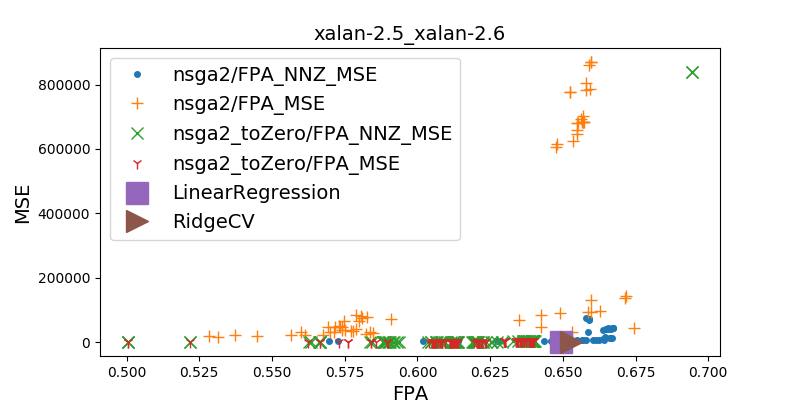 xalan-2.5_xalan-2.6
nsga2/FPA_NNZ_MSE
nsga2/FPA_MSE
nsga2_toZero/FPA_NNZ_MSE
nsga2_toZero/FPA_MSE
LinearRegression
RidgeCV
MSE
800000
600000
400000
200000
0
0.500 0.525 0.550 0.575 0.600 0.625 0.650 0.675 0.700
FPA